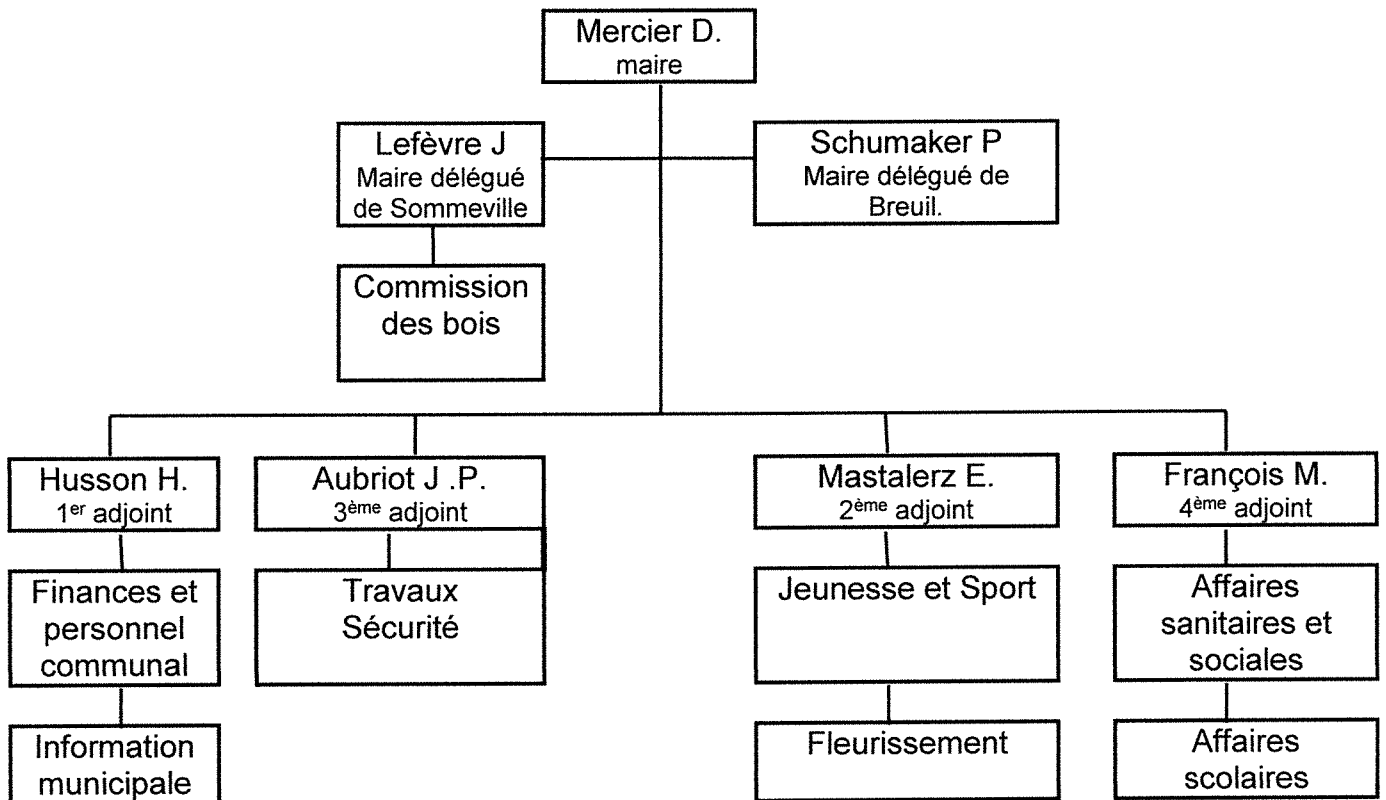 Mercier D.
maire
Lefèvre J
Maire délégué
de Sommeville
Schumaker P
Maire délégué de
Breuil.
Commission
des bois
Husson H.
1er adjoint
Aubriot J .P.
3ème adjoint
Mastalerz E.
2ème adjoint
François M.
4ème adjoint
Finances et
personnel
communal
Travaux
Sécurité
Jeunesse et Sport
Affaires
sanitaires et
sociales
Information
municipale
Fleurissement
Affaires
scolaires